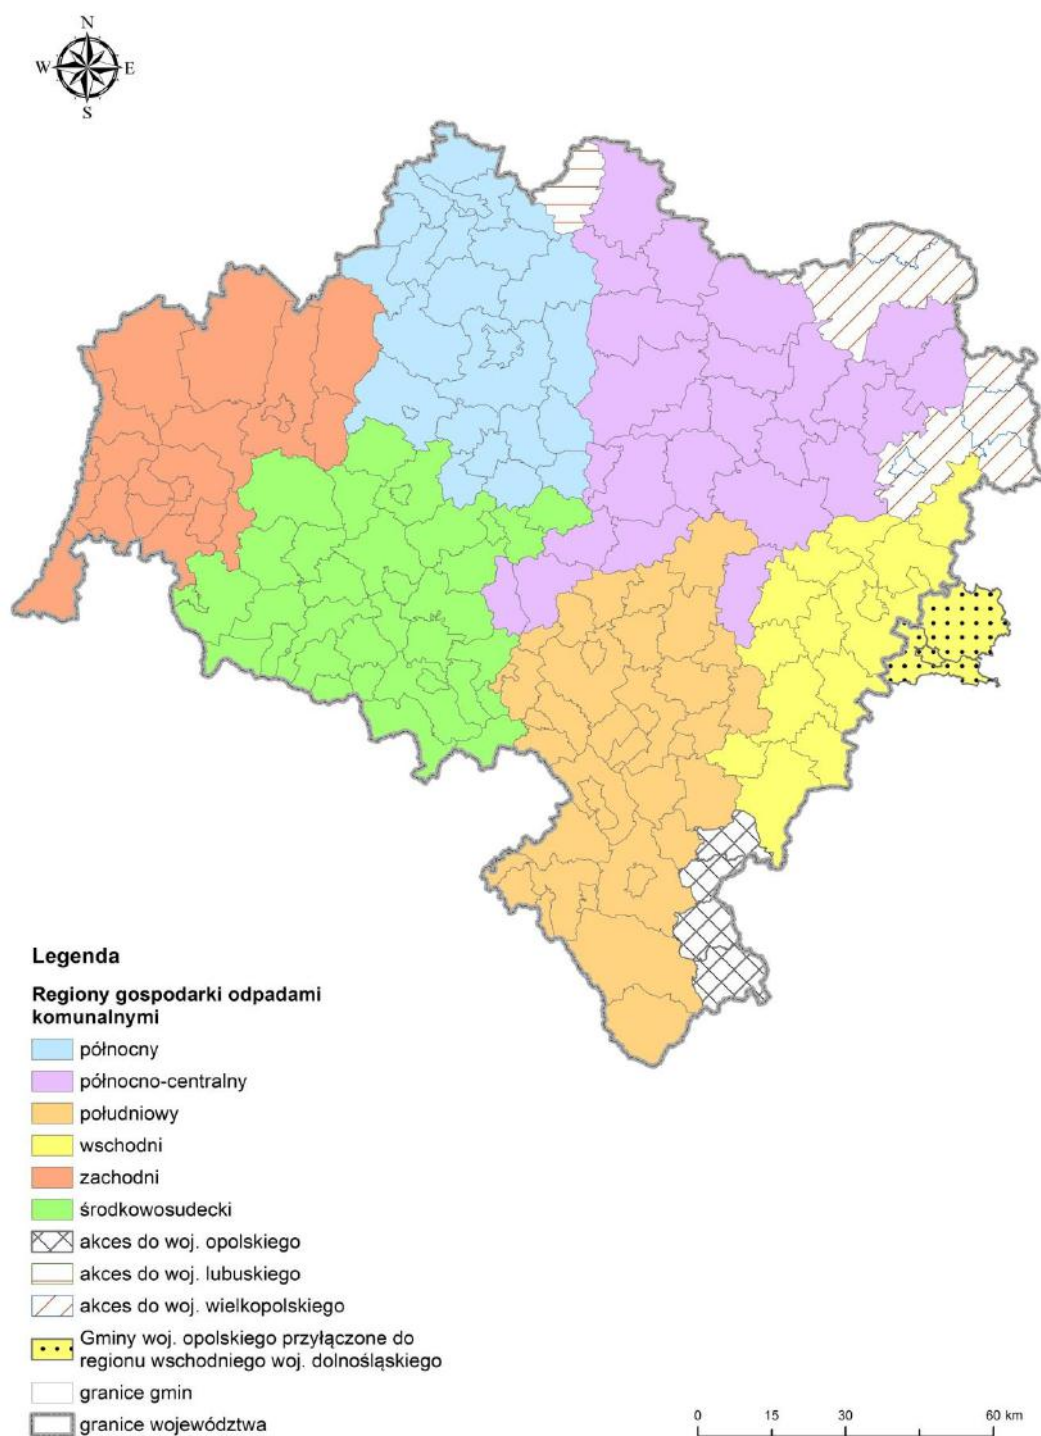 N
W E
S
Legenda
Regiony gospodarki odpadami
komunalnymi
północny
północno-centralny
południowy
wschodni
zachodni
środkowosudecki
akces do woj. opolskiego
akces do woj. lubuskiego
akces do woj. wielkopolskiego
Gminy woj. opolskiego przyłączone do
regionu wschodniego woj. dolnośląskiego
granice gmin
granice województwa
0 15 30 60 km